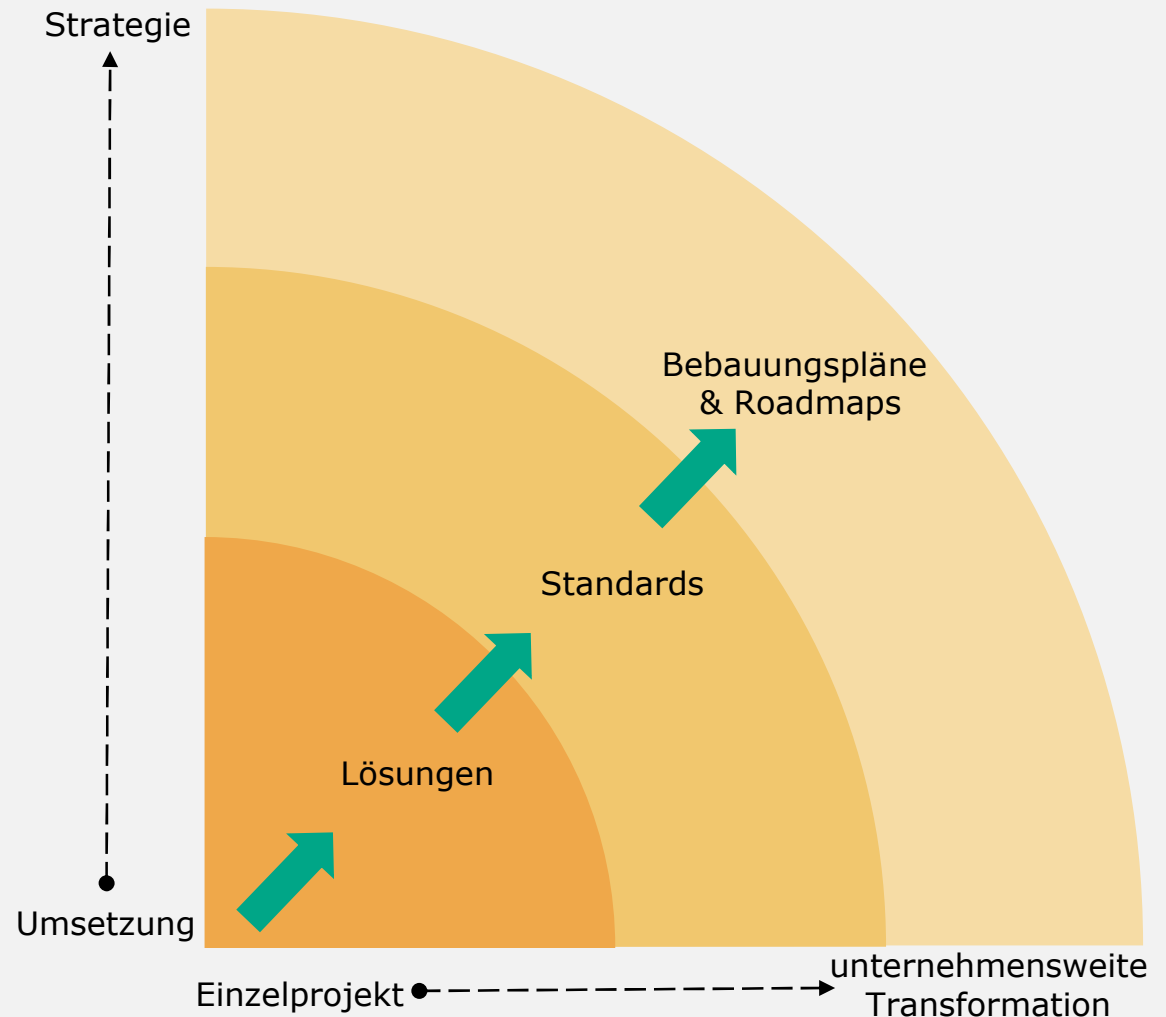 Strategie
Bebauungspläne
& Roadmaps
Standards
Lösungen
Umsetzung
Einzelprojekt
unternehmensweite
Transformation